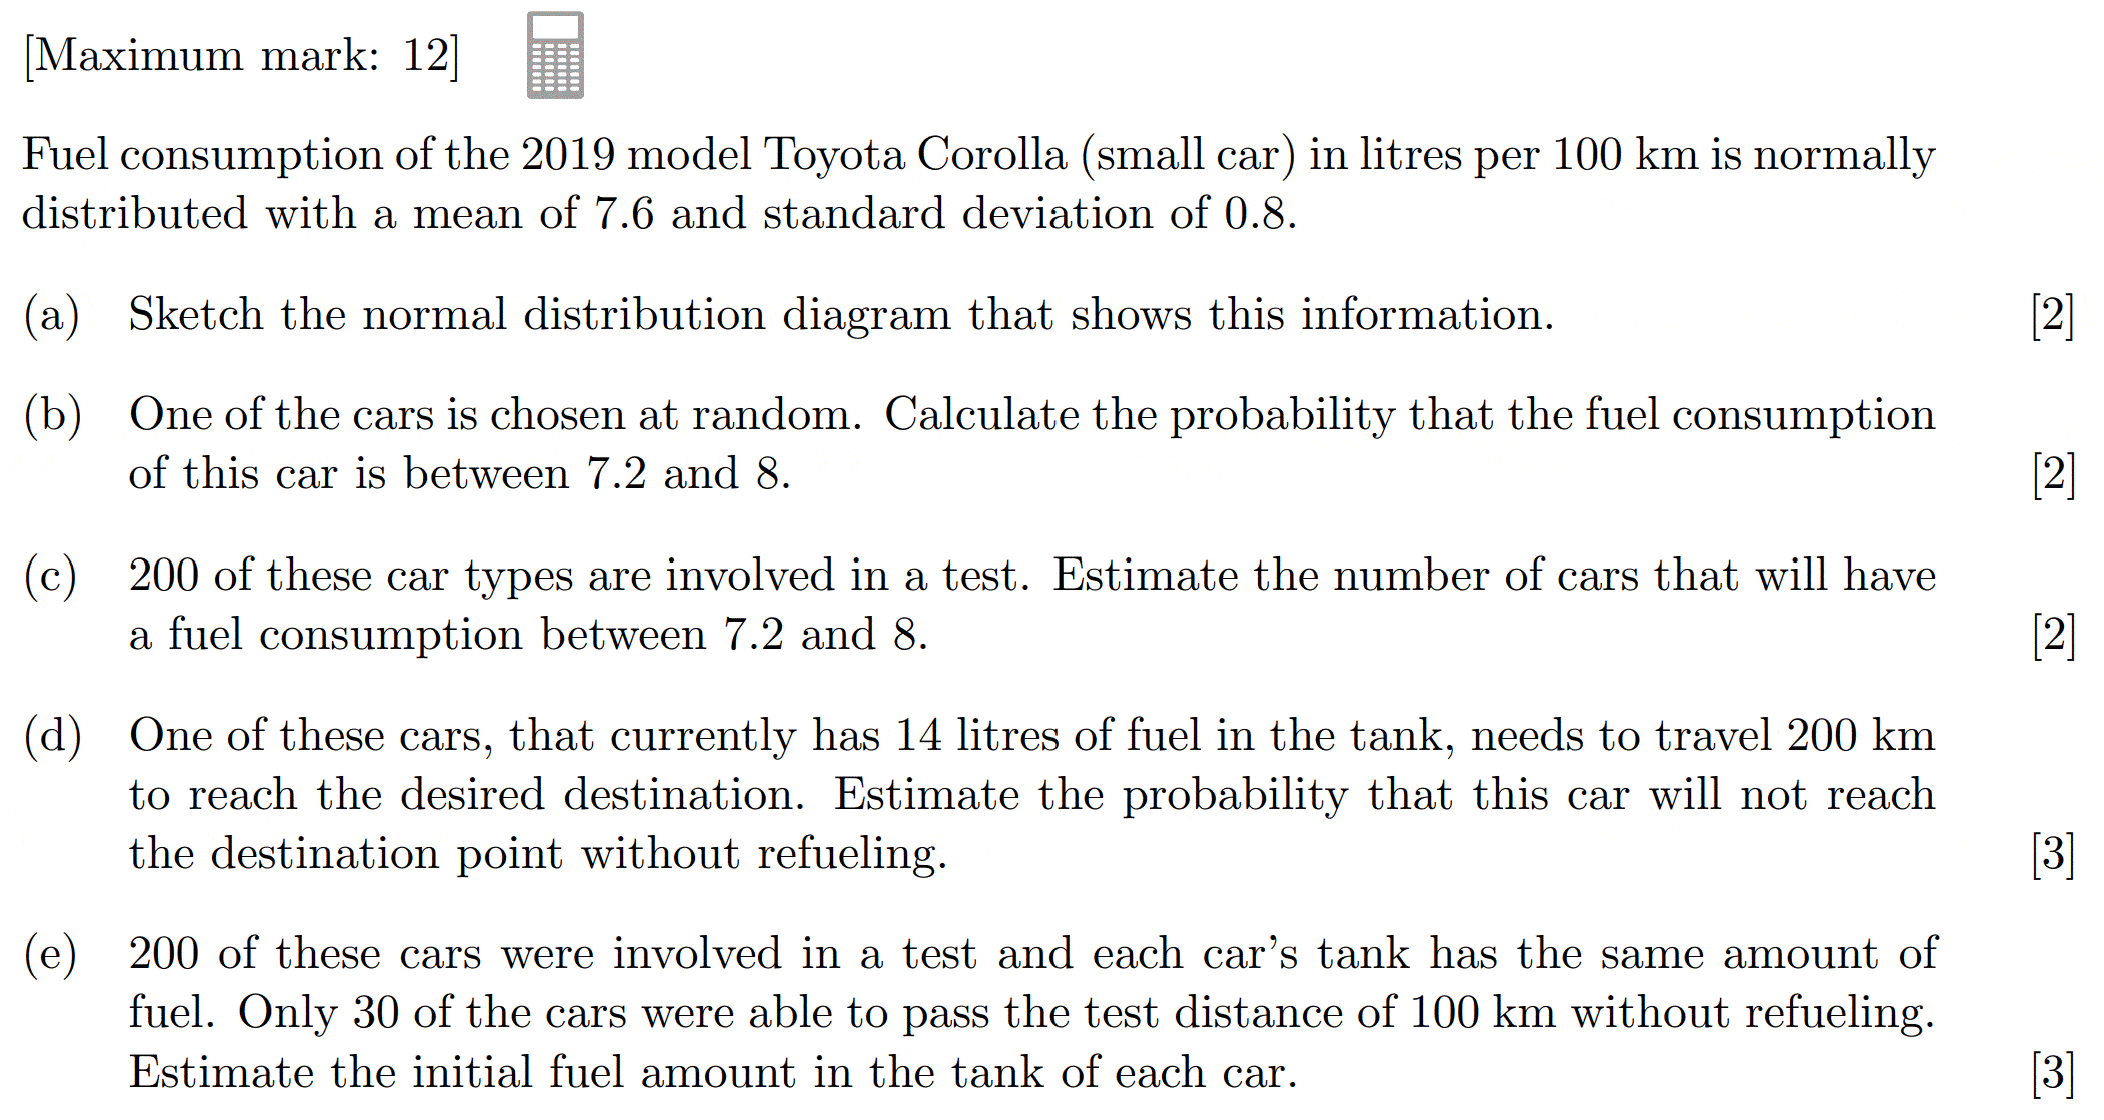 [Maximum mark: 12]
Fuel consumption of the 2019 model Toyota Corolla (small car) in litres per 100 km is normally
distributed with a mean of 7.6 and standard deviation of 0.8.
(a) Sketch the normal distribution diagram that shows this information. [2]
(b) One of the cars is chosen at random. Calculate the probability that the fuel consumption
of this car is between 7.2 and 8. [2]
(c) 200 of these car types are involved in a test. Estimate the number of cars that will have
a fuel consumption between 7.2 and 8. [2]
(d) One of these cars, that currently has 14 litres of fuel in the tank, needs to travel 200 km
to reach the desired destination. Estimate the probability that this car will not reach
the destination point without refueling. [3]
(e) 200 of these cars were involved in a test and each car's tank has the same amount of
fuel. Only 30 of the cars were able to pass the test distance of 100 km without refueling.
Estimate the initial fuel amount in the tank of each car. [3]